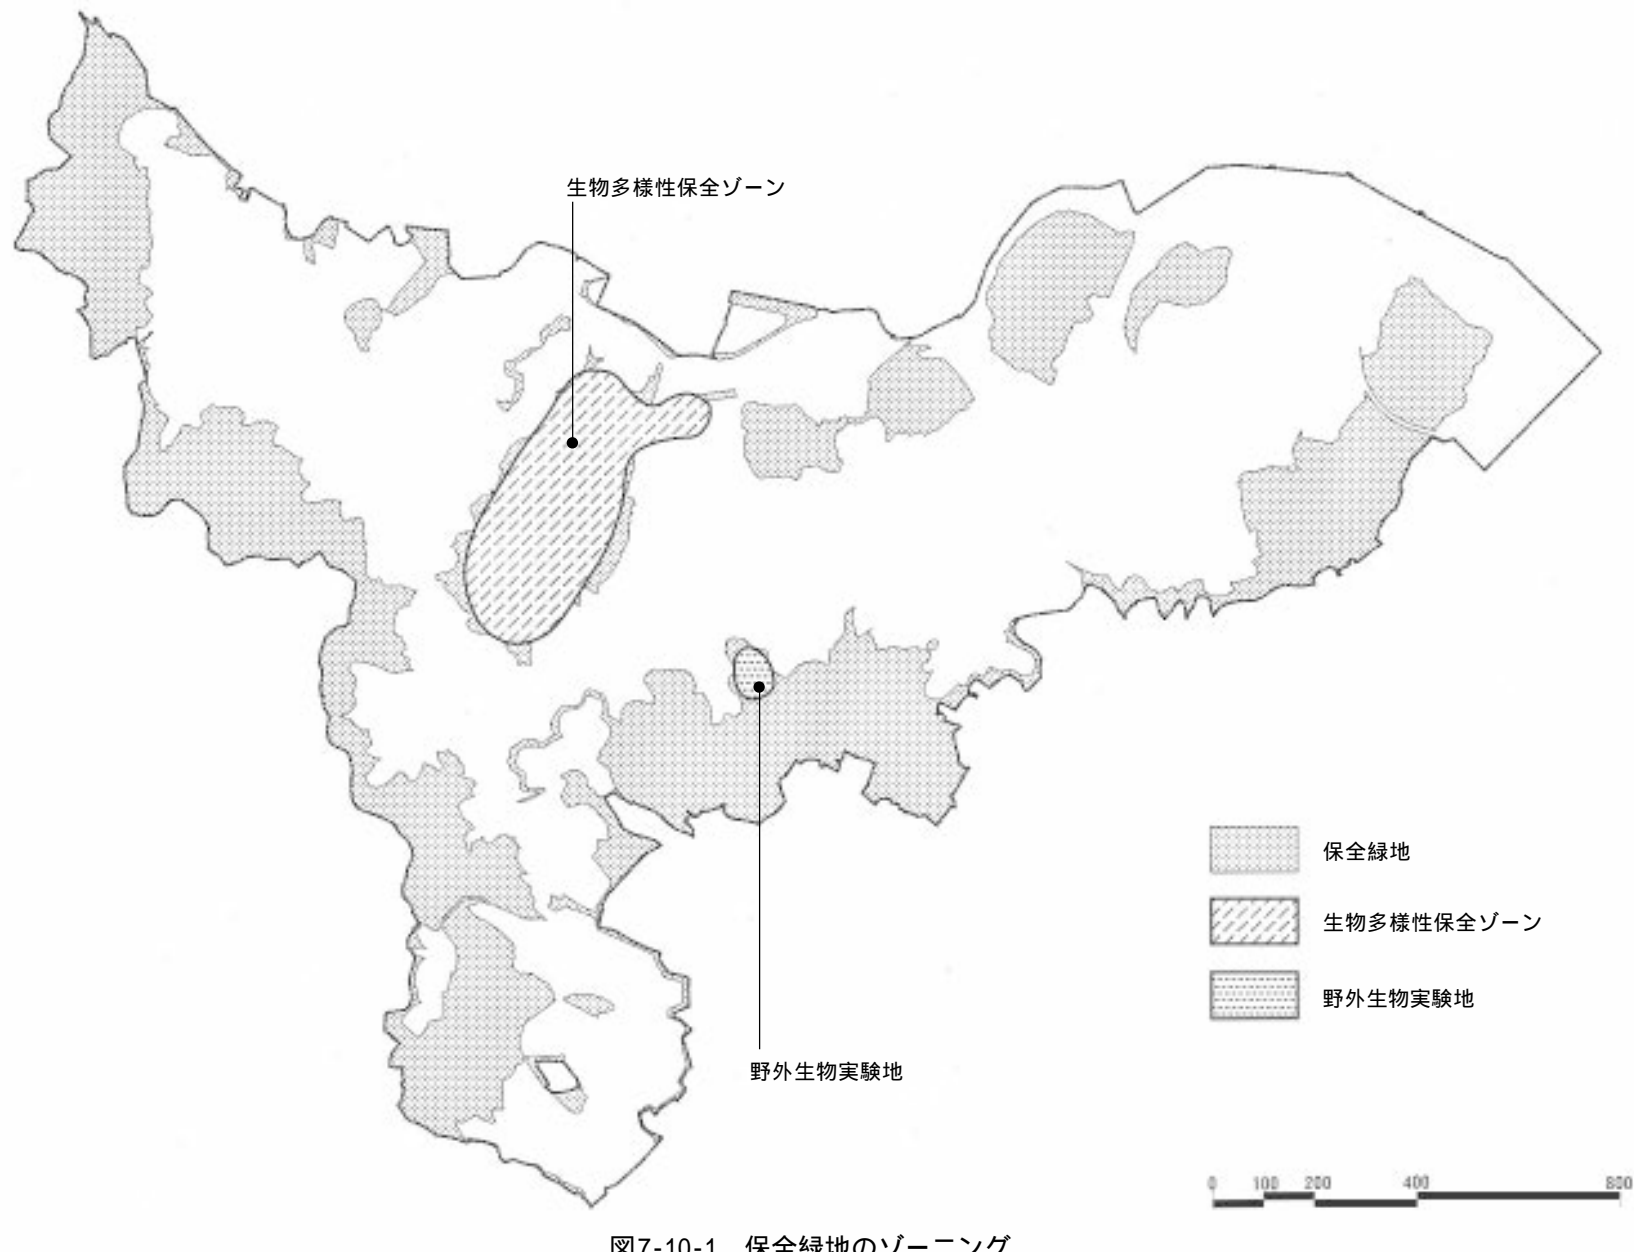 生物多様性保全ゾーン
保全緑地
生物多様性保全ゾーン
野外生物実験地
野外生物実験地
0 100 200 400 800
図7-10-1 保全緑地のゾーニング